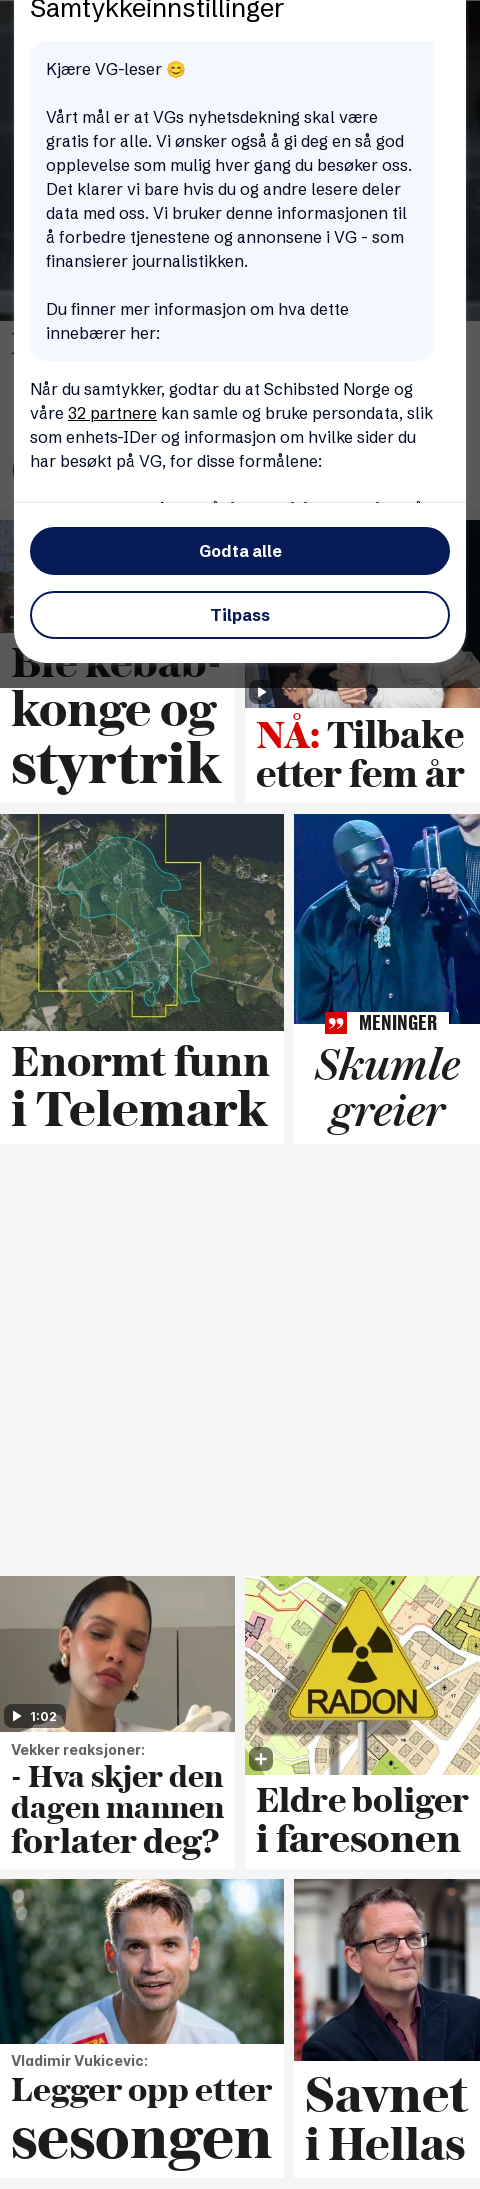 Samtykkeinnstillinger
Kjære VG-leser 😊
Vårt mål er at VGs nyhetsdekning skal være
gratis for alle. Vi ønsker også å gi deg en så god
opplevelse som mulig hver gang du besøker oss.
Det klarer vi bare hvis du og andre lesere deler
data med oss. Vi bruker denne informasjonen til
å forbedre tjenestene og annonsene i VG - som
finansierer journalistikken.
Du finner mer informasjon om hva dette
innebærer her:
Når du samtykker, godtar du at Schibsted Norge og
våre 32 partnere kan samle og bruke persondata, slik
som enhets-IDer og informasjon om hvilke sider du
har besøkt på VG, for disse formålene:
Godta alle
Tilpass
Ble kebab-
konge og
styrtrik
NÅ: Tilbake
etter fem år
Enormt funn
i Telemark
MENINGER
Skumle
greier
1:02
Vekker reaksjoner:
- Hva skjer den
dagen mannen
forlater deg?
RADON
Eldre boliger
i faresonen
Vladimir Vukicevic:
Legger opp etter
sesongen
Savnet
i Hellas